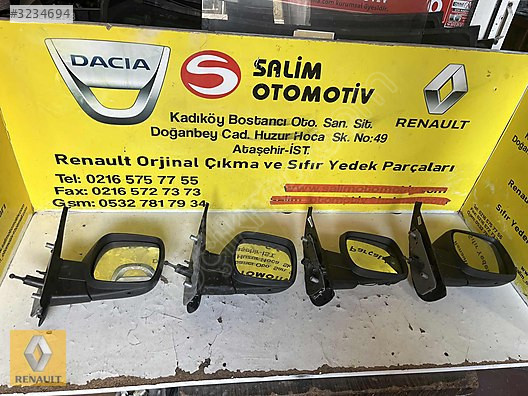 #3234694
DACIA
S
SALİM
OTOMOTİV
RENAULT
Kadıköy Bostancı Oto. San. Sit.
Doğanbey Cad. Huzur Hoca Sk. No:49
Ataşehir-İST.
Renault Orjinal Çıkma ve Sıfır Yedek Parçaları
Tel: 0216 575 77 55
Fax: 0216 572 73 73
Gsm: 0532 781 79 34
RENAULT